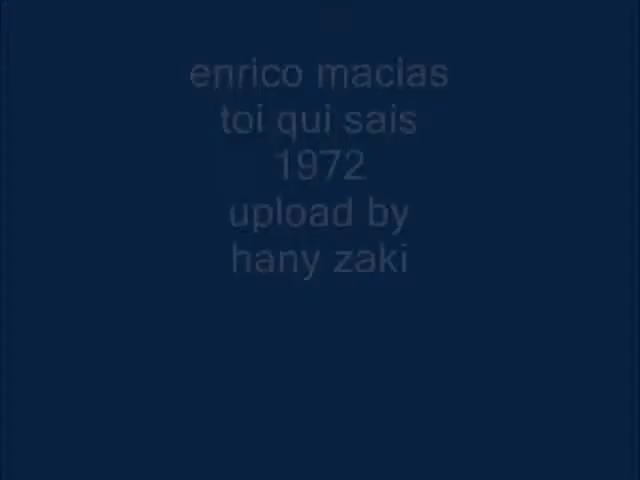 enrico macias
toi qui sais
1972
upload by
hany zaki